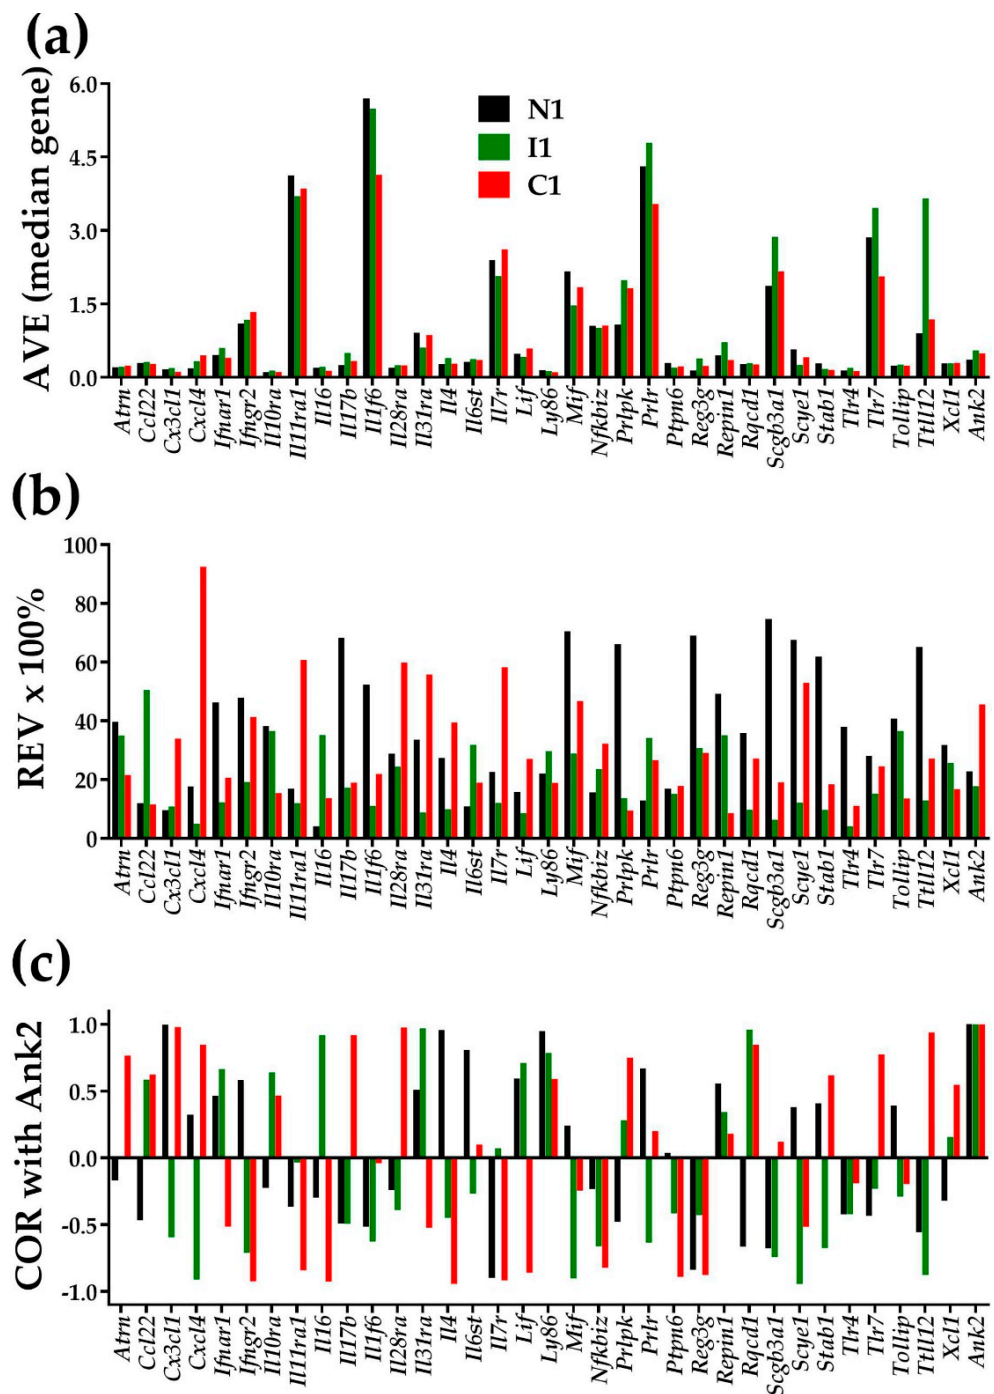 (a)
AVE (median gene)
6.0
4.5
3.0
1.5
0.0
N1
I1
C1
Atrn
Ccl22
Cx3cl1
Cxcl4
Ifnar1
Ifngr2
Il10ra
Il11ra1
Il16
Il17b
Il1f6
Il28ra
Il31ra
Il4
Il6st
Il7r
Lif
Ly86
Mif
Nfkbiz
Prlpk
Prlr
Ptpn6
Reg3g
Repin1
Rqcd1
Scgb3a1
Scye1
Stab1
Tlr4
Tlr7
Tollip
Ttll12
Xcl1
Ank2
(b)
REV x 100%
100
80
60
40
20
0
Atrn
Ccl22
Cx3cl1
Cxcl4
Ifnar1
Ifngr2
Il10ra
Il11ra1
Il16
Il17b
Il1f6
Il28ra
Il31ra
Il4
Il6st
Il7r
Lif
Ly86
Mif
Nfkbiz
Prlpk
Prlr
Ptpn6
Reg3g
Repin1
Rqcd1
Scgb3a1
Scye1
Stab1
Tlr4
Tlr7
Tollip
Ttll12
Xcl1
Ank2
(c)
COR with Ank2
1.0
0.5
0.0
-0.5
-1.0
Atrn
Ccl22
Cx3cl1
Cxcl4
Ifnar1
Ifngr2
Il10ra
Il11ra1
Il16
Il17b
Il1f6
Il28ra
Il31ra
Il4
Il6st
Il7r
Lif
Ly86
Mif
Nfkbiz
Prlpk
Prlr
Ptpn6
Reg3g
Repin1
Rqcd1
Scgb3a1
Scye1
Stab1
Tlr4
Tlr7
Tollip
Ttll12
Xcl1
Ank2